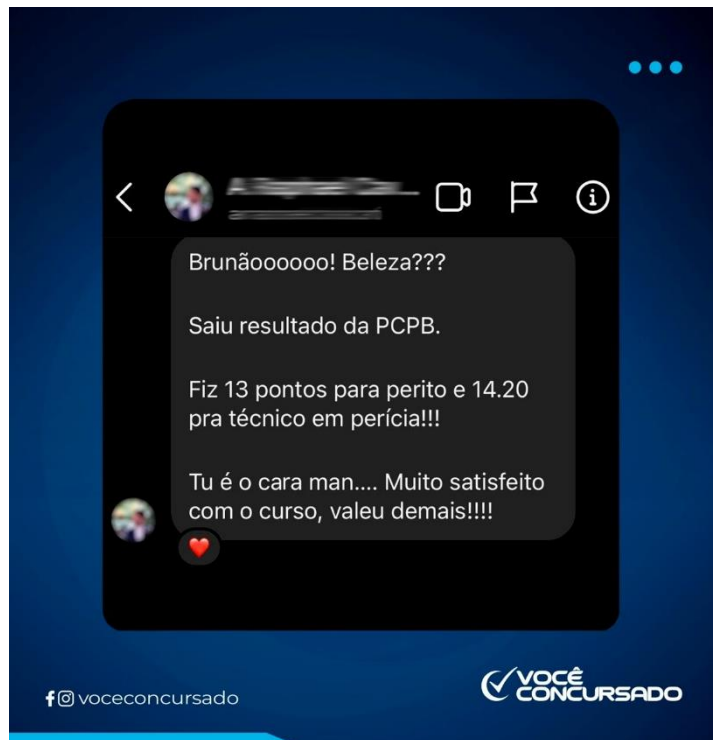 Brunãoooooo! Beleza???
Saiu resultado da PCPB.
Fiz 13 pontos para perito e 14.20
pra técnico em perícia!!!
Tu é o cara man.... Muito satisfeito
com o curso, valeu demais!!!!
voceconcursado
VOCÊ
CONCURSADO